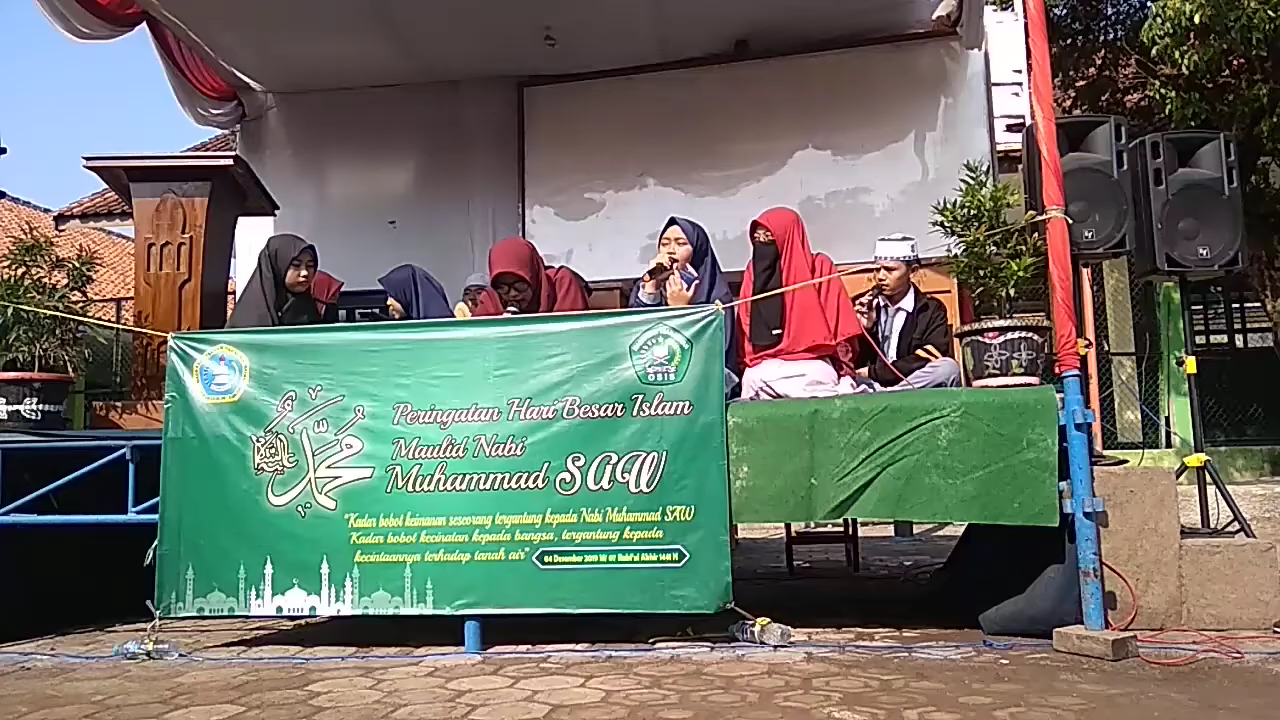 OSIS
محمد
Peringatan Hari Besar Islam
Maulid Nabi
Muhammad SAW
"Kadar bobot keimanan seseorang tergantung kepada Nabi Muhammad SAW
Kadar bobot kecintaan kepada bangsa, tergantung kepada
kecintaannya terhadap tanah air"
04 Desember 2019 M/ 07 Rabi'ul Akhir 1441 H